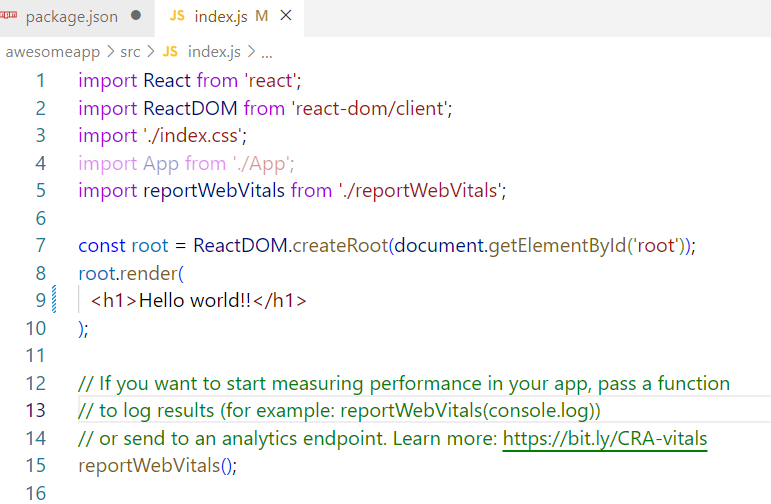 npm package.json ● JS index.js M ×
awesomeapp > src > JS index.js > ...
1 import React from 'react';
2 import ReactDOM from 'react-dom/client';
3 import './index.css';
4 import App from './App';
5 import reportWebVitals from './reportWebVitals';
6
7 const root = ReactDOM.createRoot(document.getElementById('root'));
8 root.render(
9 <h1>Hello world!!</h1>
10 );
11
12 // If you want to start measuring performance in your app, pass a function
13 // to log results (for example: reportWebVitals(console.log))
14 // or send to an analytics endpoint. Learn more: https://bit.ly/CRA-vitals
15 reportWebVitals();
16